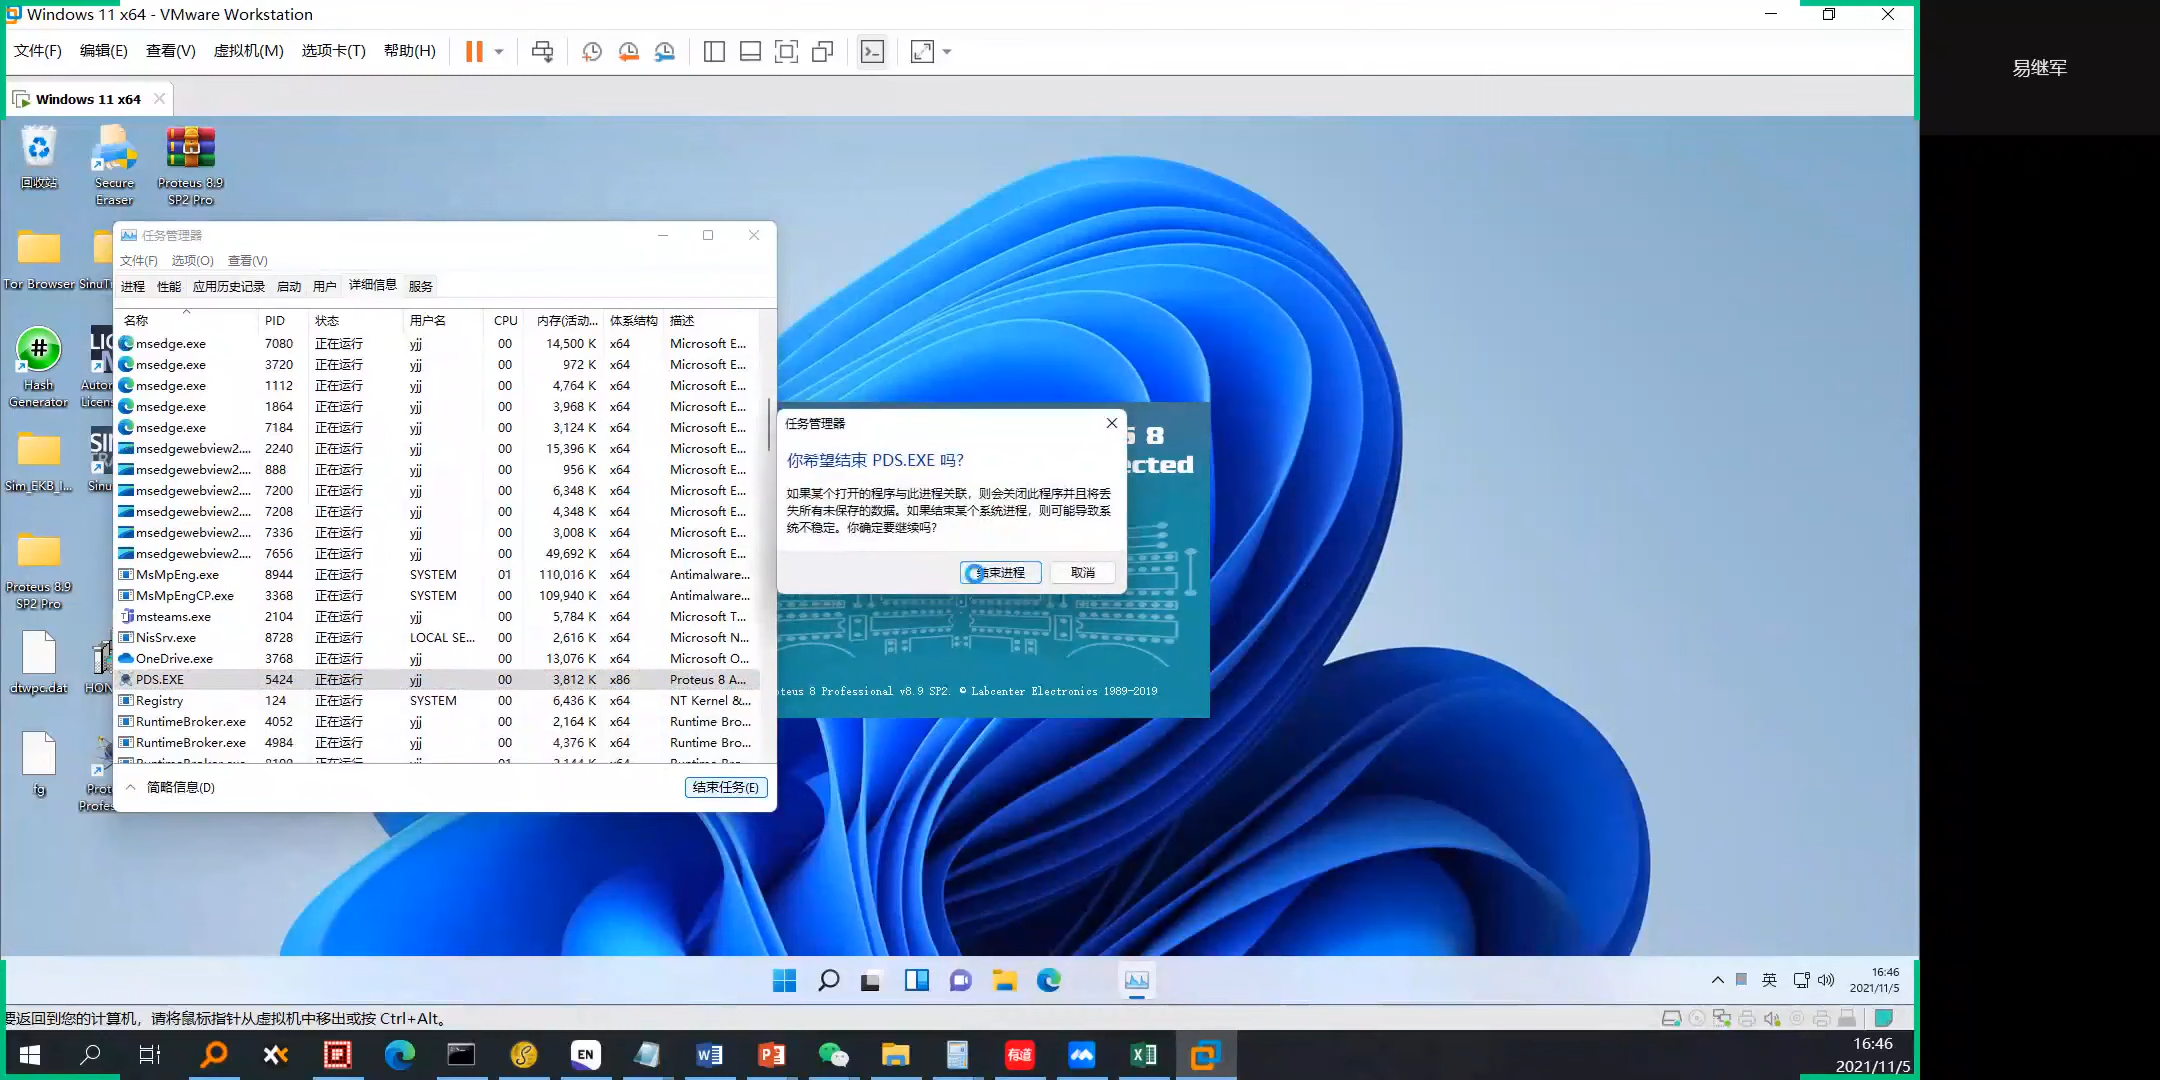 Windows 11 x64 - VMware Workstation
文件(F) 编辑(E) 查看(V) 虚拟机(M) 选项卡(T) 帮助(H)
易继军
Windows 11 x64
回收站
Secure Eraser
Proteus 8.9 SP2 Pro
Tor Browser
Hash Generator
Sim_EKB_I...
Proteus 8.9 SP2 Pro
dtwpc.dat
fg
任务管理器
文件(F) 选项(O) 查看(V)
进程 性能 应用历史记录 启动 用户 详细信息 服务
名称 PID 状态 用户名 CPU 内存(活动... 体系结构 描述
msedge.exe 7080 正在运行 yjj 00 14,500 K x64 Microsoft E...
msedge.exe 3720 正在运行 yjj 00 972 K x64 Microsoft E...
msedge.exe 1112 正在运行 yjj 00 4,764 K x64 Microsoft E...
msedge.exe 1864 正在运行 yjj 00 3,968 K x64 Microsoft E...
msedge.exe 7184 正在运行 yjj 00 3,124 K x64 Microsoft E...
msedgewebview2.... 2240 正在运行 yjj 00 15,396 K x64 Microsoft E...
msedgewebview2.... 888 正在运行 yjj 00 956 K x64 Microsoft E...
msedgewebview2.... 7200 正在运行 yjj 00 6,348 K x64 Microsoft E...
msedgewebview2.... 7208 正在运行 yjj 00 4,348 K x64 Microsoft E...
msedgewebview2.... 7336 正在运行 yjj 00 3,008 K x64 Microsoft E...
msedgewebview2.... 7656 正在运行 yjj 00 49,692 K x64 Microsoft E...
MsMpEng.exe 8944 正在运行 SYSTEM 01 110,016 K x64 Antimalware...
MsMpEngCP.exe 3368 正在运行 SYSTEM 00 109,940 K x64 Antimalware...
msteams.exe 2104 正在运行 yjj 00 5,784 K x64 Microsoft T...
NisSrv.exe 8728 正在运行 LOCAL SE... 00 2,616 K x64 Microsoft N...
OneDrive.exe 3768 正在运行 yjj 00 13,076 K x64 Microsoft O...
PDS.EXE 5424 正在运行 yjj 00 3,812 K x86 Proteus 8 A...
Registry 124 正在运行 SYSTEM 00 6,436 K x64 NT Kernel &...
RuntimeBroker.exe 4052 正在运行 yjj 00 2,164 K x64 Runtime Bro...
RuntimeBroker.exe 4984 正在运行 yjj 00 4,376 K x64 Runtime Bro...
简略信息(D)
结束任务(E)
任务管理器
你希望结束 PDS.EXE 吗?
如果某个打开的程序与此进程关联，则会关闭此程序并且将丢
失所有未保存的数据。如果结束某个系统进程，则可能导致系
统不稳定。你确定要继续吗?
结束进程 取消
8
ected
teus 8 Professional v8.9 SP2. © Labcenter Electronics 1989-2019
英
16:46
2021/11/5
要返回到您的计算机，请将鼠标指针从虚拟机中移出或按 Ctrl+Alt。
EN
有道
16:46
2021/11/5